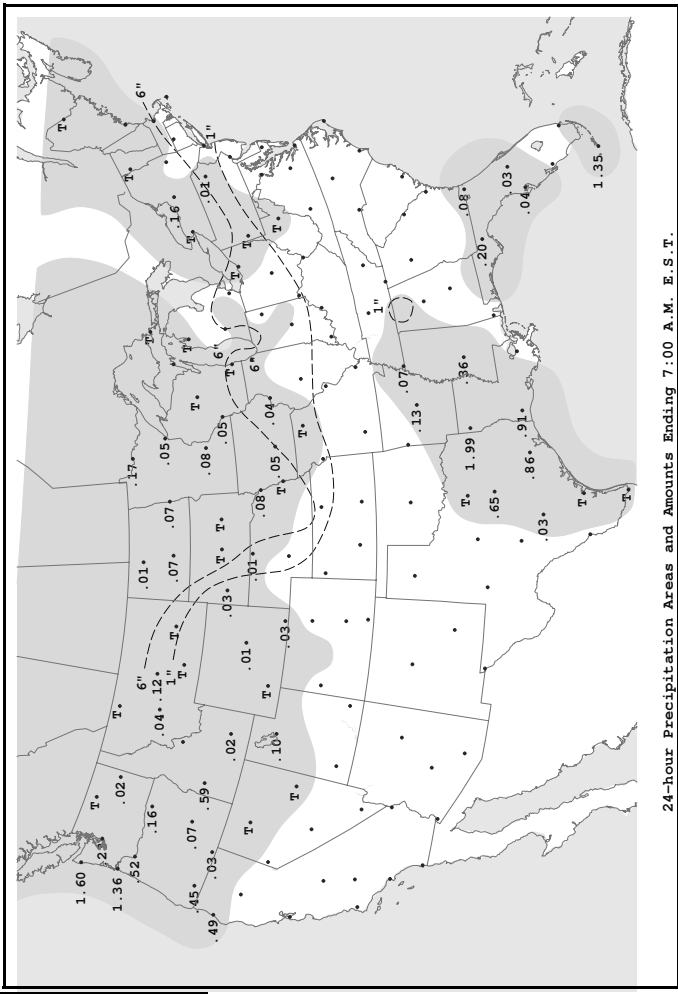 T
1.60
T
.23
1.36
T
.02
T
.17
.52
6"
6"
.01
T
.16
.12
.04
.05
.07
1"
.07
T
.16
T
T
T
.07
.45
T
.01
.59
.08
1"
.03
.49
6"
T
T
.05
.03
T
.02
T
T
.01
T
.01
6"
.08
T
.04
.05
.10
T
T
.03
T
T
1"
.07
.13
.36
.08
T
1.99
.20
.65
.03
.91
.04
.86
.03
T
1.35
T
24-hour Precipitation Areas and Amounts Ending 7:00 A.M. E.S.T.